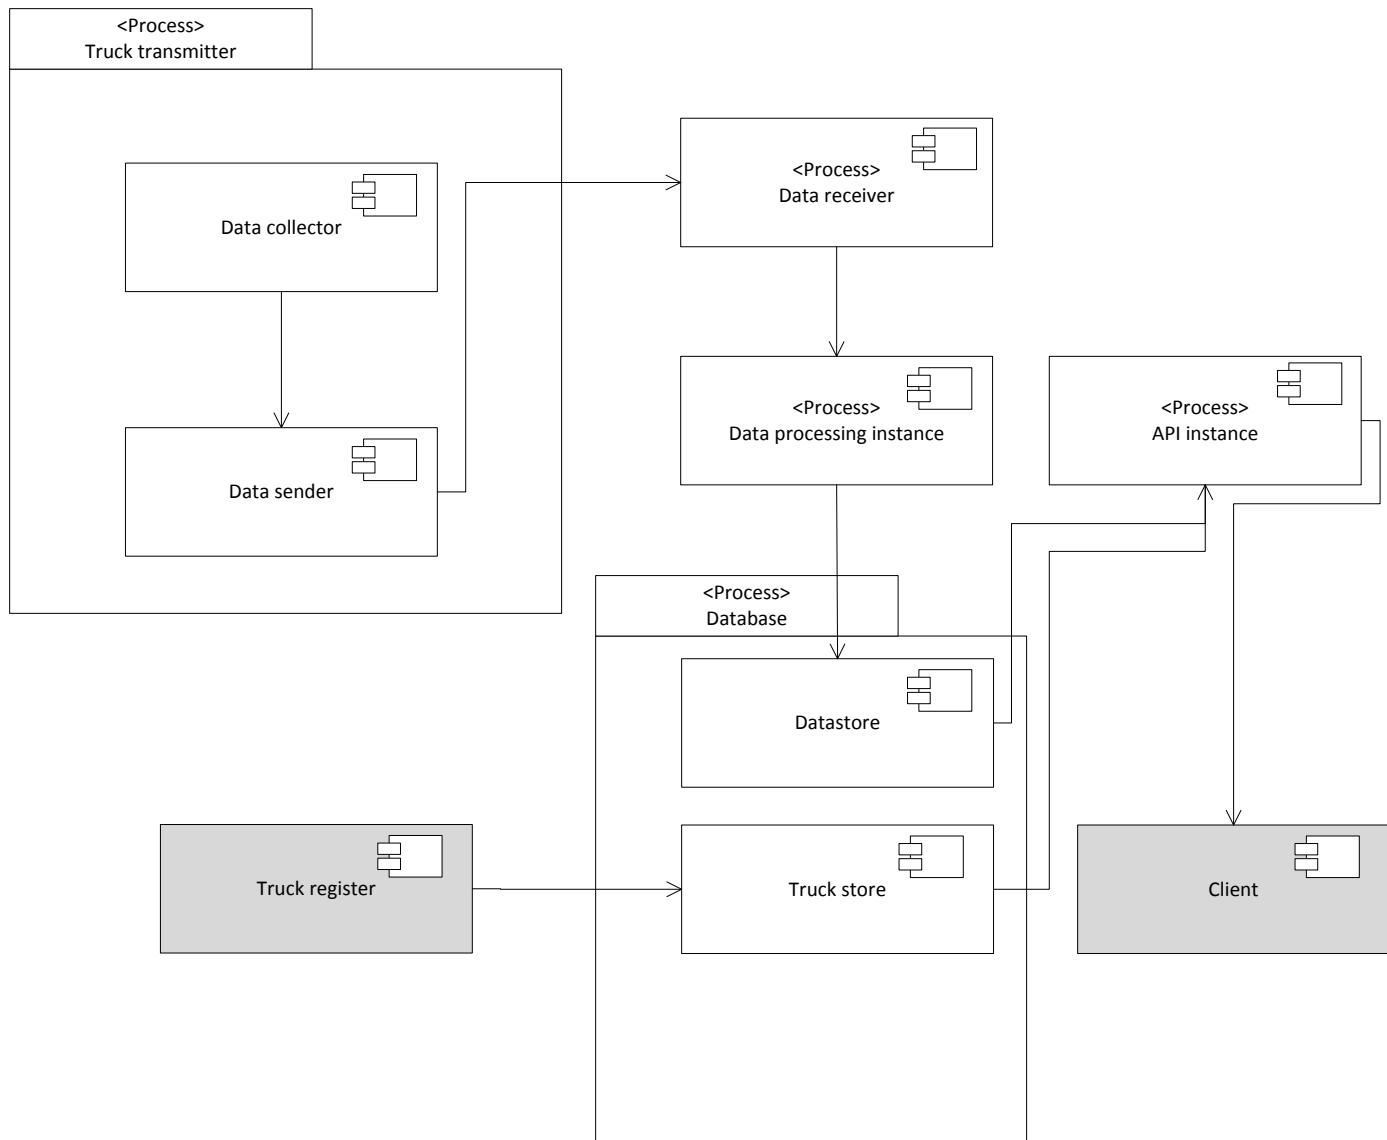 <Process>
Truck transmitter
Data collector
Data sender
<Process>
Data receiver
<Process>
Data processing instance
<Process>
API instance
<Process>
Database
Datastore
Truck register
Truck store
Client